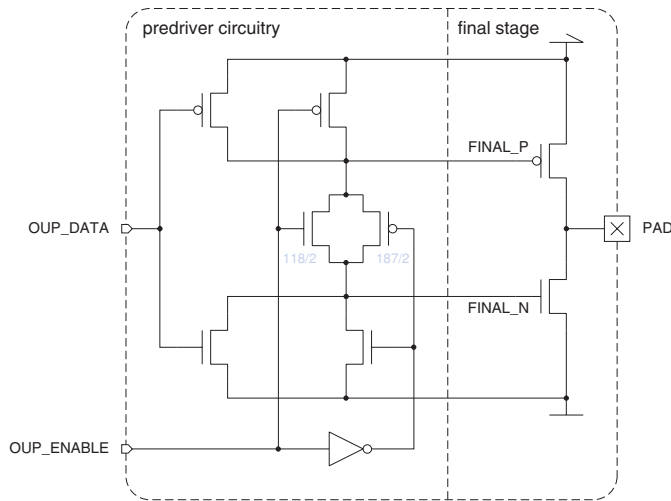 predriver circuitry
final stage
FINAL_P
OUP_DATA
PAD
118/2
187/2
FINAL_N
OUP_ENABLE